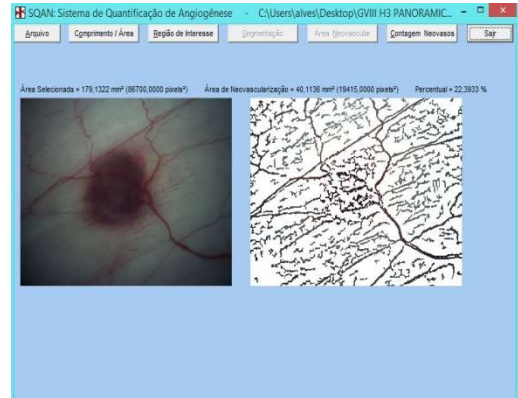 SQAN: Sistema de Quantificação de Angiogênese - C:\Users\alves\Desktop\GVIII H3 PANORAMIC...
Arquivo Comprimento / Área Região de Interesse Segmentação Área Neovascular Contagem Neovasos Sair
Área Selecionada = 179,1322 mm² (86700,0000 pixels²) Área de Neovascularização = 40,1136 mm² (19415,0000 pixels²) Percentual = 22,3933 %